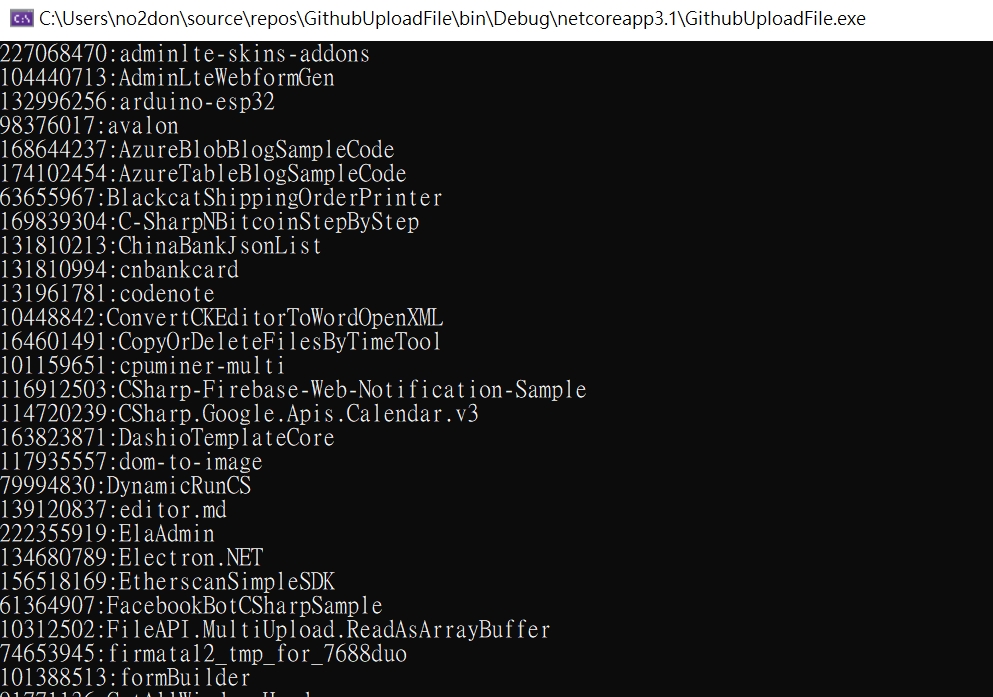 C:\Users\no2don\source\repos\GithubUploadFile\bin\Debug\netcoreapp3.1\GithubUploadFile.exe
227068470:adminlte-skins-addons
104440713:AdminLteWebformGen
132996256:arduino-esp32
98376017:avalon
168644237:AzureBlobBlogSampleCode
174102454:AzureTableBlogSampleCode
63655967:BlackcatShippingOrderPrinter
169839304:C-SharpNBitcoinStepByStep
131810213:ChinaBankJsonList
131810994:cnbankcard
131961781:codenote
10448842:ConvertCKEditorToWordOpenXML
164601491:CopyOrDeleteFilesByTimeTool
101159651:cpuminer-multi
116912503:CSharp-Firebase-Web-Notification-Sample
114720239:CSharp.Google.Apis.Calendar.v3
163823871:DashioTemplateCore
117935557:dom-to-image
79994830:DynamicRunCS
139120837:editor.md
222355919:ElaAdmin
134680789:Electron.NET
156518169:EtherscanSimpleSDK
61364907:FacebookBotCSharpSample
10312502:FileAPI.MultiUpload.ReadAsArrayBuffer
74653945:firmata12_tmp_for_7688duo
101388513:formBuilder